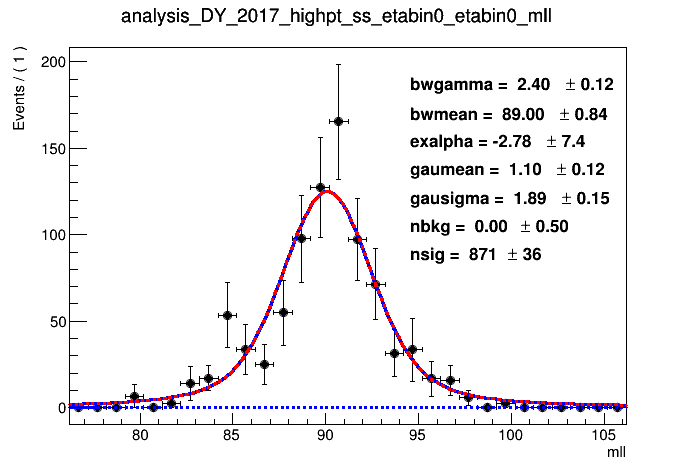 analysis_DY_2017_highpt_ss_etabin0_etabin0_mll
Events / ( 1 )
200
150
100
50
0
bwgamma = 2.40 ± 0.12
bwmean = 89.00 ± 0.84
exalpha = -2.78 ± 7.4
gaumean = 1.10 ± 0.12
gausigma = 1.89 ± 0.15
nbkg = 0.00 ± 0.50
nsig = 871 ± 36
80 85 90 95 100 105
mll